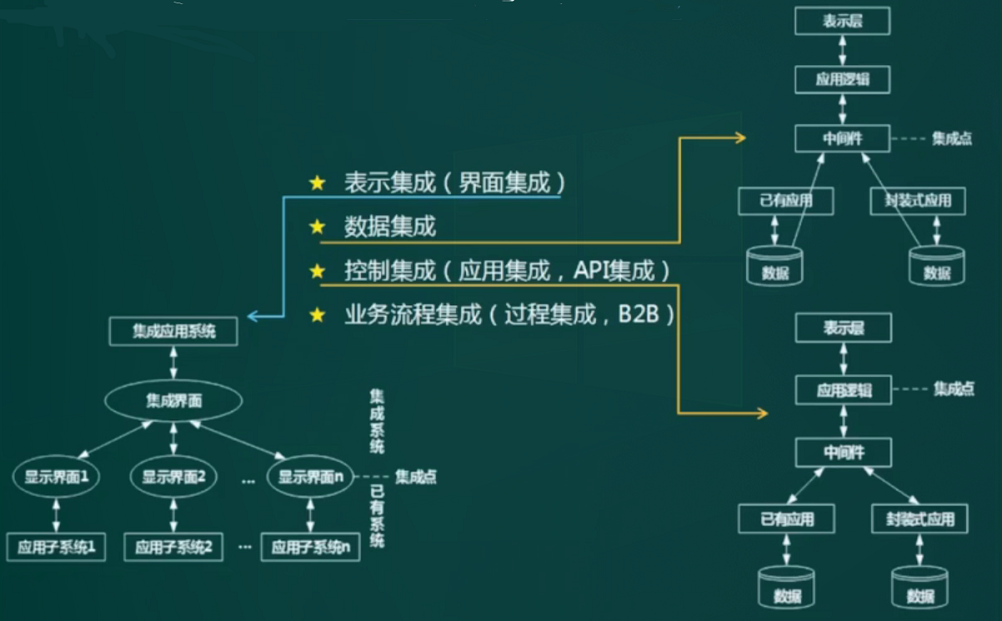 表示集成（界面集成）
数据集成
控制集成（应用集成，API集成）
业务流程集成（过程集成，B2B）
集成应用系统
集成界面
显示界面1
显示界面2
...
显示界面n
集成点
应用子系统1
应用子系统2
...
应用子系统n
集成系统
已有系统
表示层
应用逻辑
中间件
集成点
已有应用
封装式应用
数据
数据
表示层
应用逻辑
集成点
中间件
已有应用
封装式应用
数据
数据